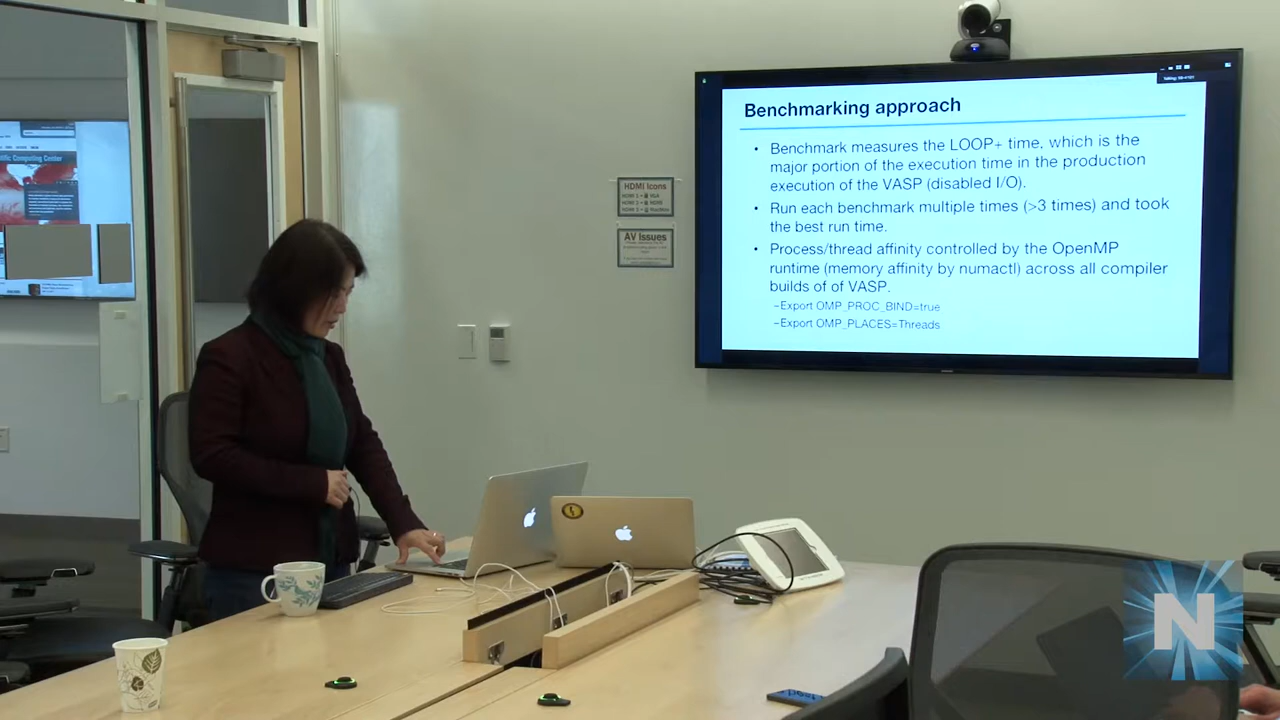 Benchmarking approach
• Benchmark measures the LOOP+ time, which is the
major portion of the execution time in the production
execution of the VASP (disabled I/O).
• Run each benchmark multiple times (>3 times) and took
the best run time.
• Process/thread affinity controlled by the OpenMP
runtime (memory affinity by numactl) across all compiler
builds of of VASP.
–Export OMP_PROC_BIND=true
–Export OMP_PLACES=Threads
HDMI Icons
AV Issues
Computing Center
N